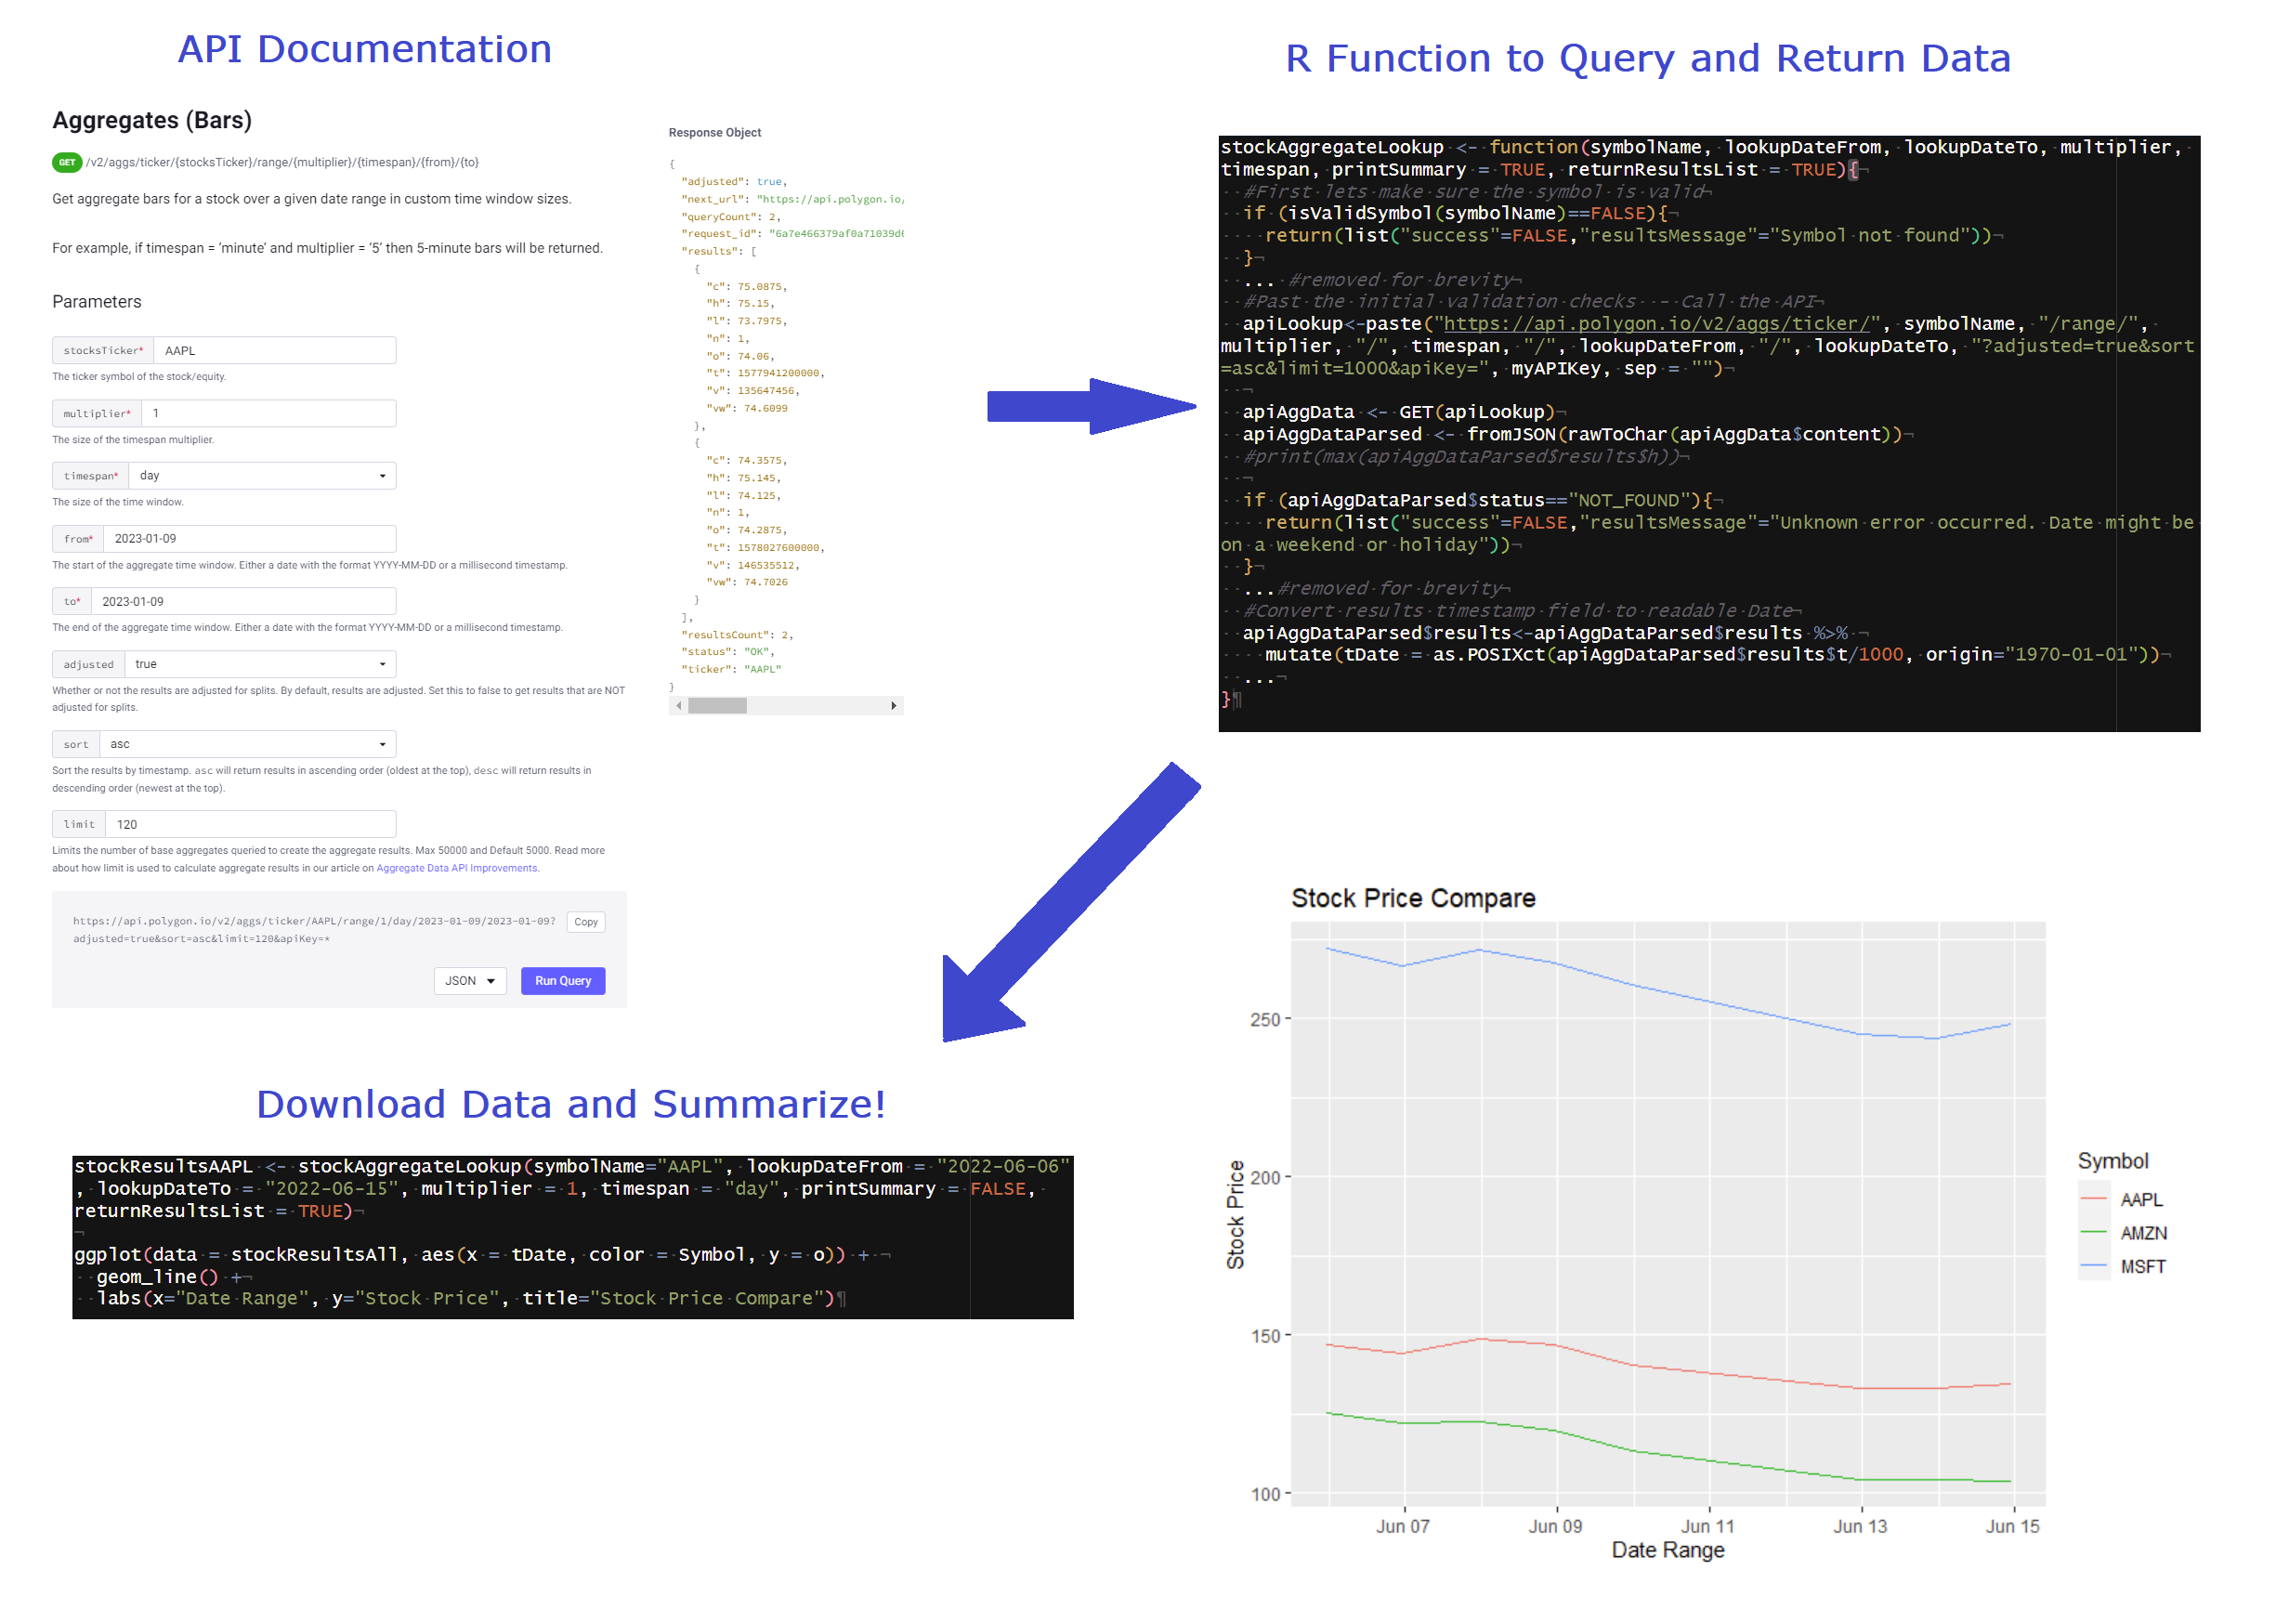 API Documentation
Aggregates (Bars)
GET /v2/aggs/ticker/{stocksTicker}/range/{multiplier}/{timespan}/{from}/{to}
Get aggregate bars for a stock over a given date range in custom time window sizes.
For example, if timespan = ‘minute’ and multiplier = ‘5’ then 5-minute bars will be returned.
Parameters
stocksTicker* AAPL
The ticker symbol of the stock/equity.
multiplier* 1
The size of the timespan multiplier.
timespan* day
The size of the time window.
from* 2023-01-09
The start of the aggregate time window. Either a date with the format YYYY-MM-DD or a millisecond timestamp.
to* 2023-01-09
The end of the aggregate time window. Either a date with the format YYYY-MM-DD or a millisecond timestamp.
adjusted true
Whether or not the results are adjusted for splits. By default, results are adjusted. Set this to false to get results that are NOT
adjusted for splits.
sort asc
Sort the results by timestamp. asc will return results in ascending order (oldest at the top), desc will return results in
descending order (newest at the top).
limit 120
Limits the number of base aggregates queried to create the aggregate results. Max 50000 and Default 5000. Read more
about how limit is used to calculate aggregate results in our article on Aggregate Data API Improvements.
https://api.polygon.io/v2/aggs/ticker/AAPL/range/1/day/2023-01-09/2023-01-09?
adjusted=true&sort=asc&limit=120&apiKey=*
Copy
JSON
Run Query
Response Object
{
"adjusted": true,
"next_url": "https://api.polygon.io/
"queryCount": 2,
"request_id": "6a7e466379af0a71039d6
"results": [
{
"c": 75.0875,
"h": 75.15,
"l": 73.7975,
"n": 1,
"o": 74.06,
"t": 1577941200000,
"v": 135647456,
"vw": 74.6099
},
{
"c": 74.3575,
"h": 75.145,
"l": 74.125,
"n": 1,
"o": 74.2875,
"t": 1578027600000,
"v": 146535512,
"vw": 74.7026
}
],
"resultsCount": 2,
"status": "OK",
"ticker": "AAPL"
}
R Function to Query and Return Data
stockAggregateLookup <- function(symbolName, lookupDateFrom, lookupDateTo, multiplier,
timespan, printSummary = TRUE, returnResultsList = TRUE){
#First lets make sure the symbol is valid
if (isValidSymbol(symbolName)==FALSE){
return(list("success"=FALSE,"resultsMessage"="Symbol not found"))
}
... #removed for brevity
#Past the initial validation checks - Call the API
apiLookup<-paste("https://api.polygon.io/v2/aggs/ticker/", symbolName, "/range/",
multiplier, "/", timespan, "/", lookupDateFrom, "/", lookupDateTo, "?adjusted=true&sort
=asc&limit=1000&apiKey=", myAPIKey, sep = "")
apiAggData <- GET(apiLookup)
apiAggDataParsed <- fromJSON(rawToChar(apiAggData$content))
#print(max(apiAggDataParsed$results$h))
if (apiAggDataParsed$status=="NOT_FOUND"){
return(list("success"=FALSE,"resultsMessage"="Unknown error occurred. Date might be
on a weekend or holiday"))
}
...#removed for brevity
#Convert results timestamp field to readable Date
apiAggDataParsed$results<-apiAggDataParsed$results %>%
mutate(tDate = as.POSIXct(apiAggDataParsed$results$t/1000, origin="1970-01-01"))
...
}
Download Data and Summarize!
stockResultsAAPL <- stockAggregateLookup(symbolName="AAPL", lookupDateFrom = "2022-06-06"
, lookupDateTo = "2022-06-15", multiplier = 1, timespan = "day", printSummary = FALSE,
returnResultsList = TRUE)
ggplot(data = stockResultsAll, aes(x = tDate, color = Symbol, y = o)) +
geom_line() +
labs(x="Date Range", y="Stock Price", title="Stock Price Compare")
Stock Price Compare
Stock Price
250
200
150
100
Jun 07 Jun 09 Jun 11 Jun 13 Jun 15
Date Range
Symbol
AAPL
AMZN
MSFT